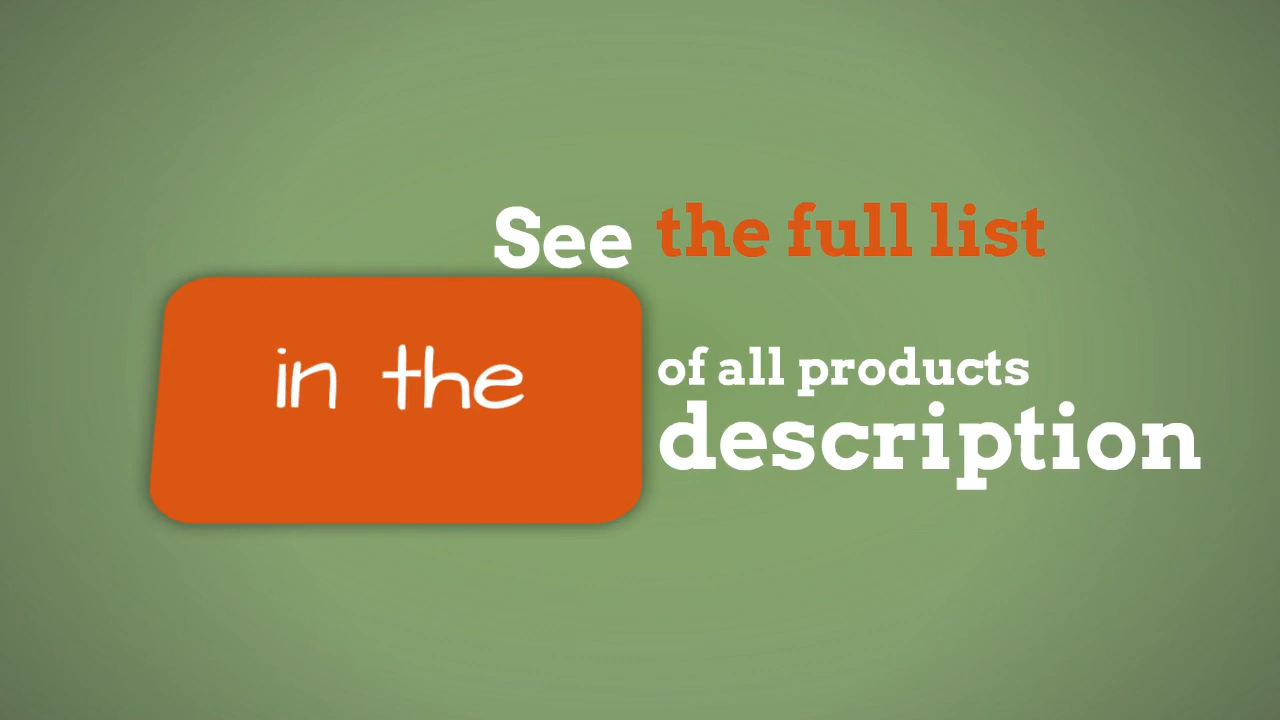 See the full list
of all products
in the
description